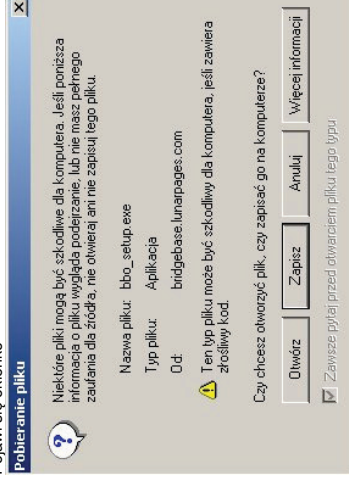 Pobieranie pliku
Niektóre pliki mogą być szkodliwe dla komputera. Jeśli poniższa
informacja o pliku wygląda podejrzanie, lub nie masz pełnego
zaufania dla źródła, nie otwieraj ani nie zapisuj tego pliku.
Nazwa pliku: bbo_setup.exe
Typ pliku: Aplikacja
Od: bridgebase.lunarpages.com
Ten typ pliku może być szkodliwy dla komputera, jeśli zawiera
złośliwy kod.
Czy chcesz otworzyć plik, czy zapisać go na komputerze?
Otwórz Zapisz Anuluj Więcej informacji
Zawsze pytaj przed otwarciem pliku tego typu